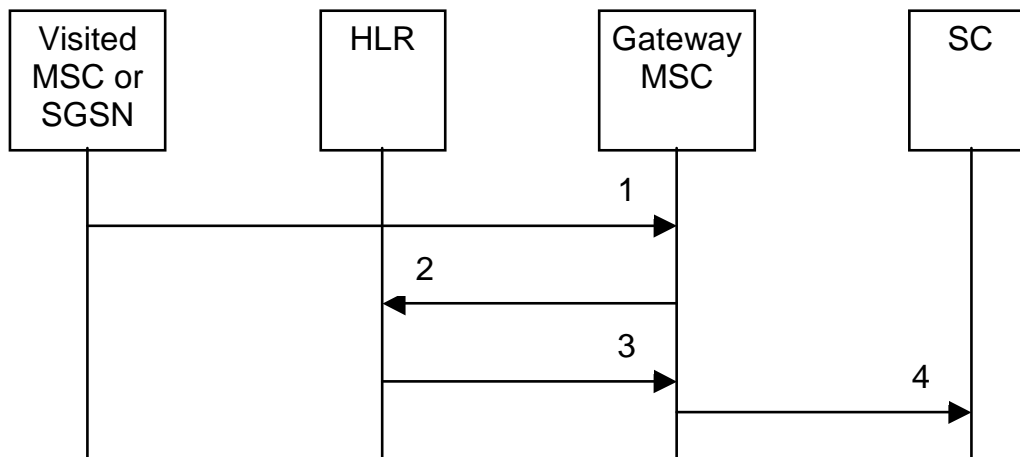 Visited
MSC or
SGSN
HLR
Gateway
MSC
SC
1
2
3
4